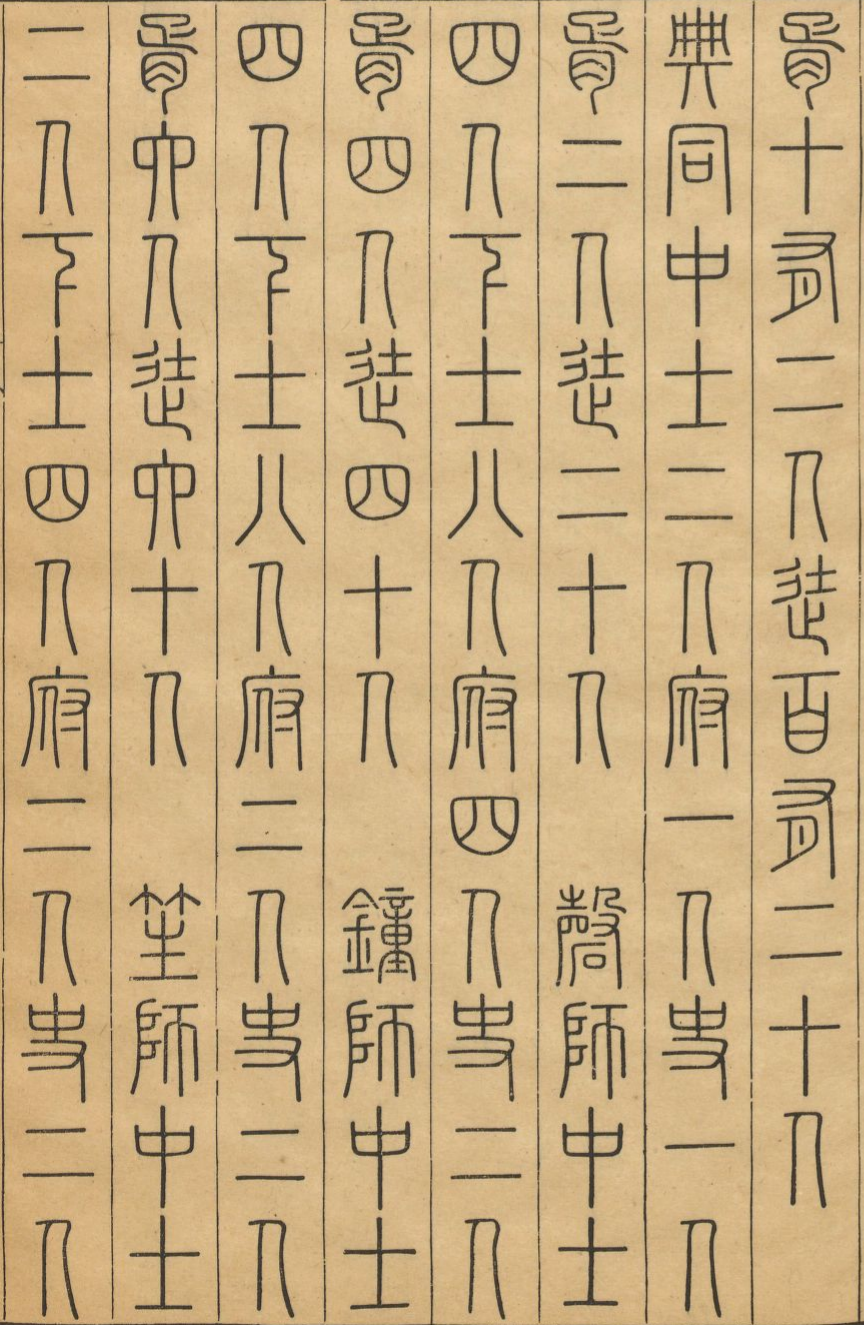 胥十有二人徒百有二十人
典同中士二人府一人史一人
胥二人徒二十人　磬師中士
四人下士八人府四人史二人
胥四人徒四十人　鐘師中士
四人下士八人府二人史二人
胥六人徒六十人　笙師中士
二人下士四人府二人史二人